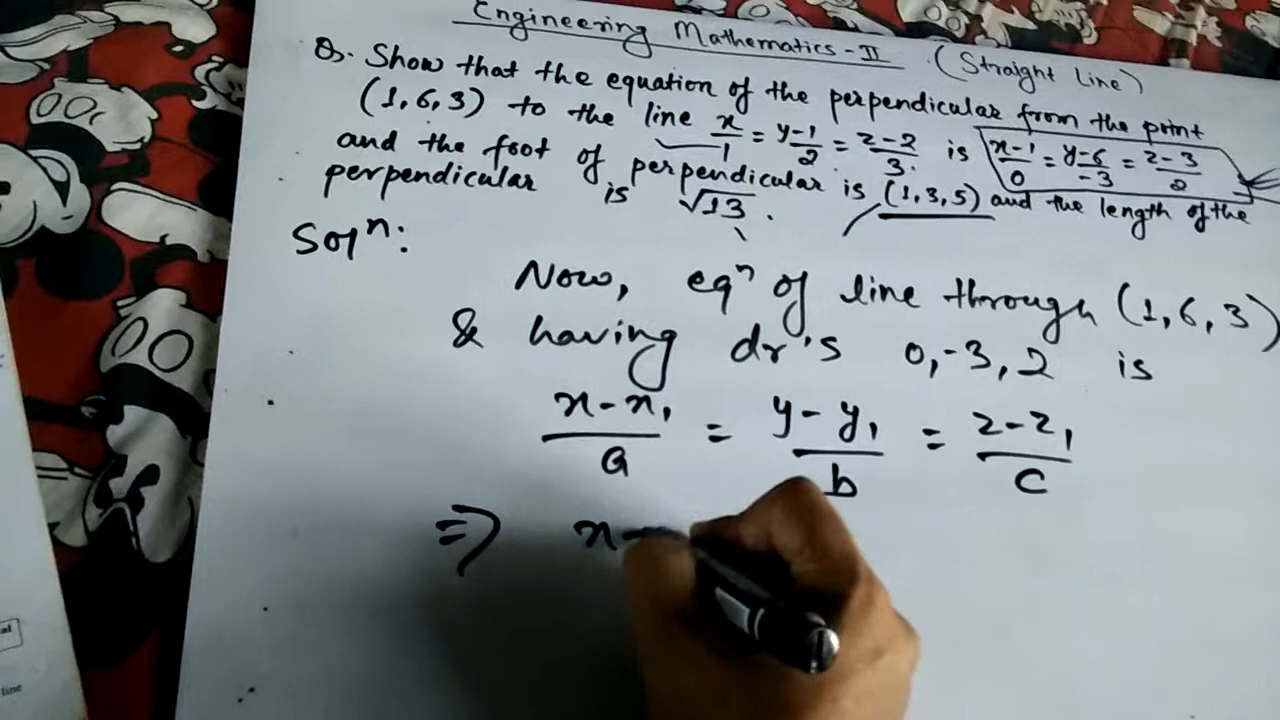 Engineering Mathematics-II (Straight Line)
Q. Show that the equation of the perpendicular from the point
(1,6,3) to the line x/1 = y-1/2 = z-2/3. is x-1/0 = y-6/-3 = z-3/2
and the foot of perpendicular is (1,3,5) and the length of the
perpendicular is √13.
Solⁿ:
Now, eqⁿ of line through (1,6,3)
& having dr's 0,-3,2 is
x-x₁/a = y-y₁/b = z-z₁/c
⇒ x-
line